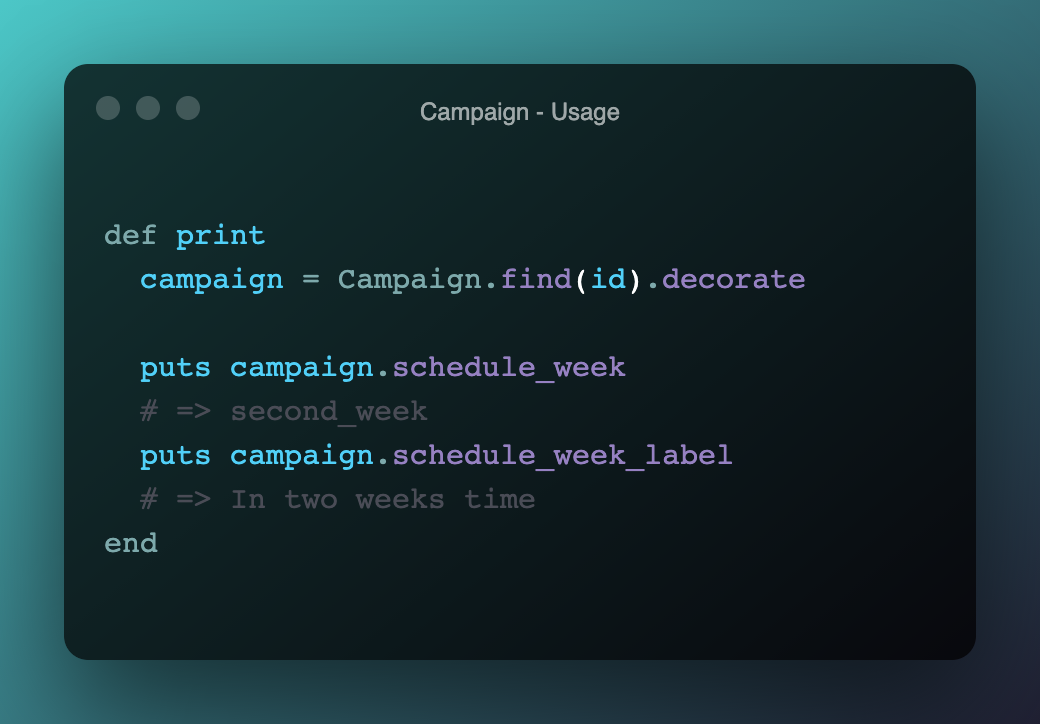 Campaign - Usage
def print
  campaign = Campaign.find(id).decorate
  puts campaign.schedule_week
  # => second_week
  puts campaign.schedule_week_label
  # => In two weeks time
end